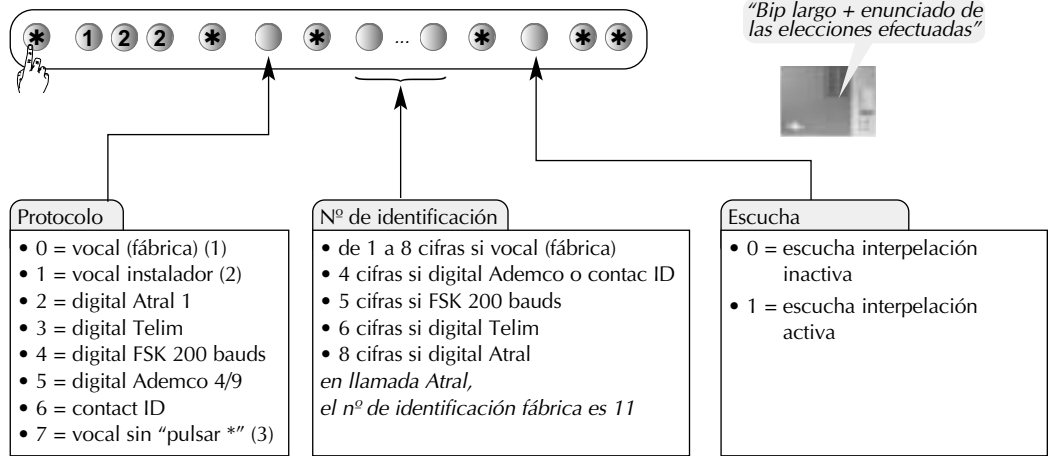 “Bip largo + enunciado de
las elecciones efectuadas”
* 1 2 2 * * ... * * *
Protocolo
• 0 = vocal (fábrica) (1)
• 1 = vocal instalador (2)
• 2 = digital Atral 1
• 3 = digital Telim
• 4 = digital FSK 200 bauds
• 5 = digital Ademco 4/9
• 6 = contact ID
• 7 = vocal sin “pulsar *” (3)
Nº de identificación
• de 1 a 8 cifras si vocal (fábrica)
• 4 cifras si digital Ademco o contac ID
• 5 cifras si FSK 200 bauds
• 6 cifras si digital Telim
• 8 cifras si digital Atral
en llamada Atral,
el nº de identificación fábrica es 11
Escucha
• 0 = escucha interpelación
inactiva
• 1 = escucha interpelación
activa